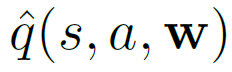 q̂(s, a, 𝐰)